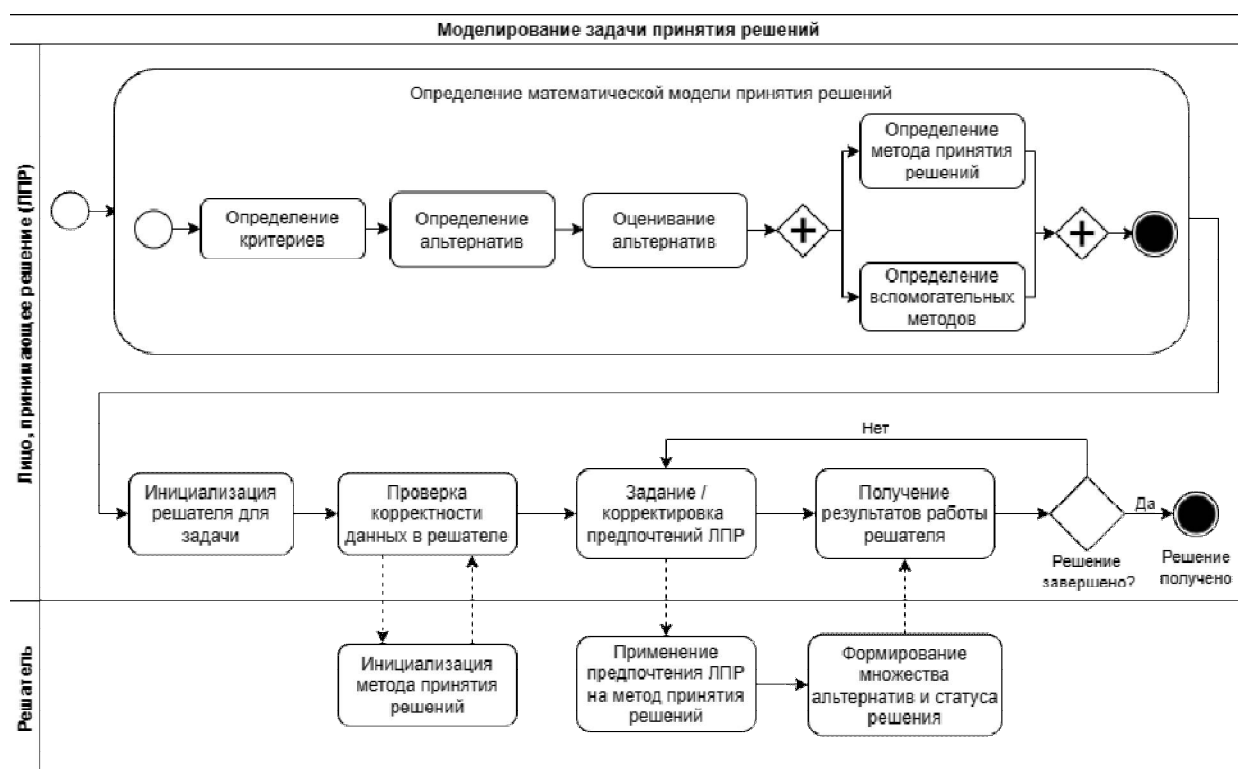 Моделирование задачи принятия решений
Лицо, принимающее решение (ЛПР)
Определение математической модели принятия решений
Определение
критериев
Определение
альтернатив
Оценивание
альтернатив
Определение
метода принятия
решений
Определение
вспомогательных
методов
Инициализация
решателя для
задачи
Проверка
корректности
данных в решателе
Задание /
корректировка
предпочтений ЛПР
Получение
результатов работы
решателя
Нет
Да
Решение
завершено?
Решение
получено
Решатель
Инициализация
метода принятия
решений
Применение
предпочтения ЛПР
на метод принятия
решений
Формирование
множества
альтернатив и статуса
решения